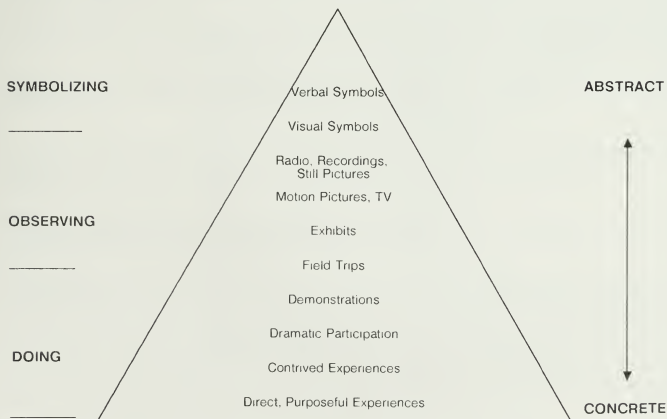 SYMBOLIZING
ABSTRACT
Verbal Symbols
Visual Symbols
Radio, Recordings,
Still Pictures
Motion Pictures, TV
OBSERVING
Exhibits
Field Trips
Demonstrations
Dramatic Participation
DOING
Contrived Experiences
Direct, Purposeful Experiences
CONCRETE